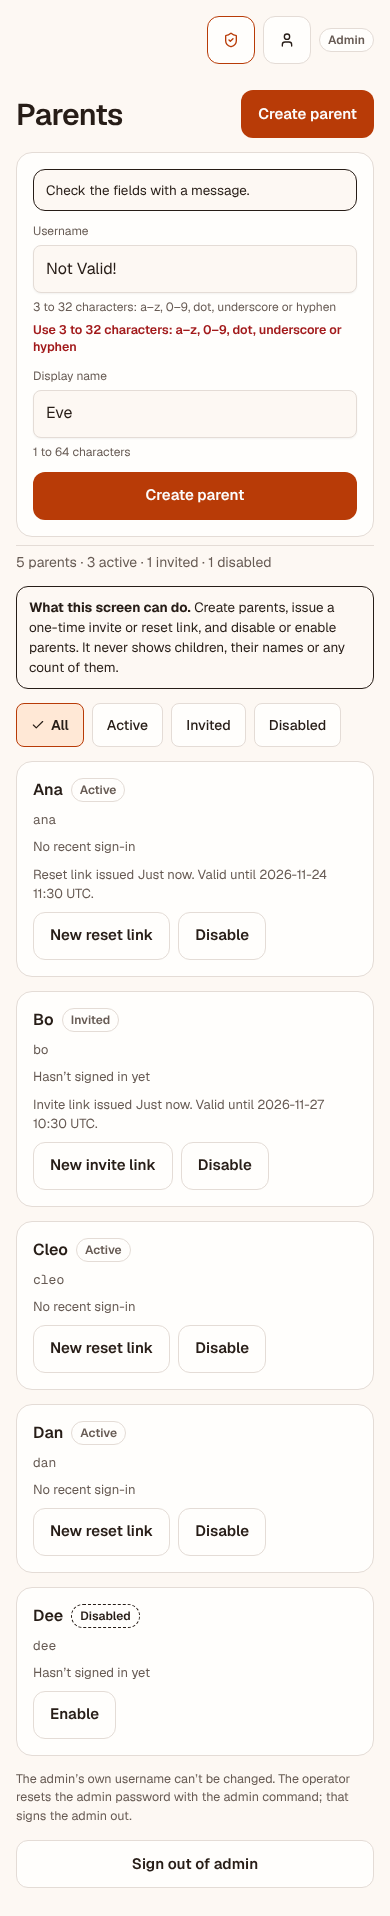 Admin
Parents
Create parent
Check the fields with a message.
Username
Not Valid!
3 to 32 characters: a–z, 0–9, dot, underscore or hyphen
Use 3 to 32 characters: a–z, 0–9, dot, underscore or
hyphen
Display name
Eve
1 to 64 characters
Create parent
5 parents · 3 active · 1 invited · 1 disabled
What this screen can do. Create parents, issue a
one-time invite or reset link, and disable or enable
parents. It never shows children, their names or any
count of them.
All
Active
Invited
Disabled
Ana Active
ana
No recent sign-in
Reset link issued Just now. Valid until 2026-11-24
11:30 UTC.
New reset link
Disable
Bo Invited
bo
Hasn’t signed in yet
Invite link issued Just now. Valid until 2026-11-27
10:30 UTC.
New invite link
Disable
Cleo Active
cleo
No recent sign-in
New reset link
Disable
Dan Active
dan
No recent sign-in
New reset link
Disable
Dee Disabled
dee
Hasn’t signed in yet
Enable
The admin’s own username can’t be changed. The operator
resets the admin password with the admin command; that
signs the admin out.
Sign out of admin